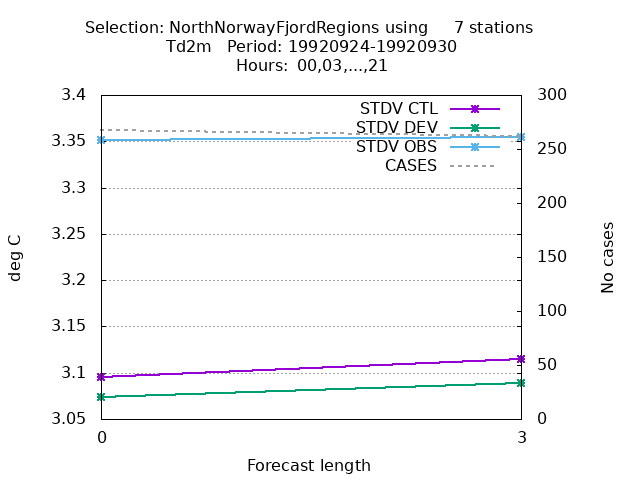 Selection: NorthNorwayFjordRegions using 7 stations
Td2m Period: 19920924-19920930
Hours: 00,03,...,21
3.4
3.35
3.3
3.25
3.2
3.15
3.1
3.05
300
250
200
150
100
50
0
STDV CTL
STDV DEV
STDV OBS
CASES
deg C
No cases
0
3
Forecast length